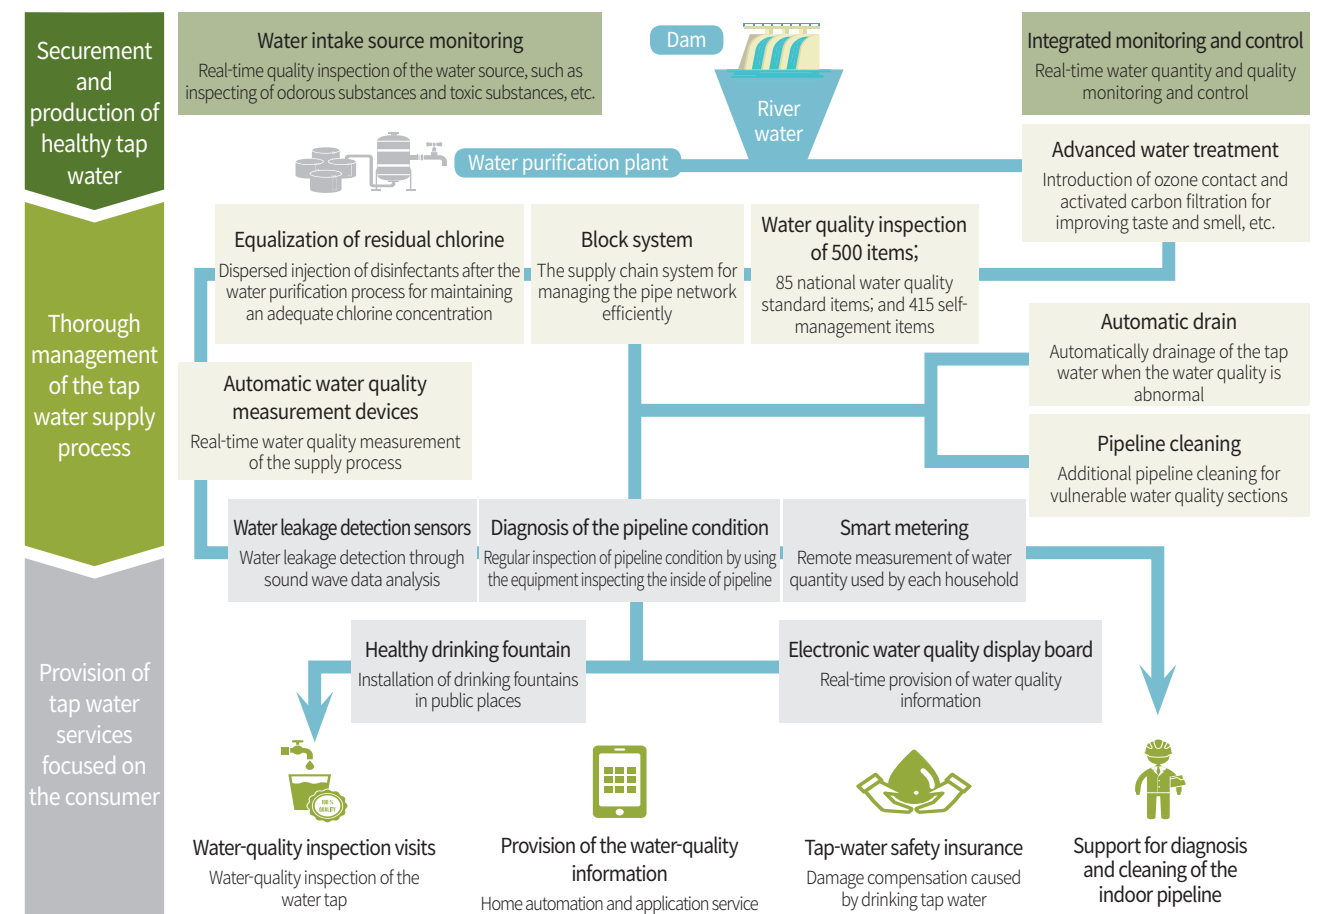 Securement
and
production of
healthy tap
water
Water intake source monitoring
Real-time quality inspection of the water source, such as
inspecting of odorous substances and toxic substances, etc.
Dam
River
water
Integrated monitoring and control
Real-time water quantity and quality
monitoring and control
Water purification plant
Advanced water treatment
Introduction of ozone contact and
activated carbon filtration for
improving taste and smell, etc.
Thorough
management
of the tap
water supply
process
Equalization of residual chlorine
Dispersed injection of disinfectants after the
water purification process for maintaining
an adequate chlorine concentration
Block system
The supply chain system for
managing the pipe network
efficiently
Water quality inspection
of 500 items;
85 national water quality
standard items; and 415 self-
management items
Automatic drain
Automatically drainage of the tap
water when the water quality is
abnormal
Automatic water quality
measurement devices
Real-time water quality measurement
of the supply process
Pipeline cleaning
Additional pipeline cleaning for
vulnerable water quality sections
Water leakage detection sensors
Water leakage detection through
sound wave data analysis
Diagnosis of the pipeline condition
Regular inspection of pipeline condition by using
the equipment inspecting the inside of pipeline
Smart metering
Remote measurement of water
quantity used by each household
Provision of
tap water
services
focused on
the consumer
Healthy drinking fountain
Installation of drinking fountains
in public places
Electronic water quality display board
Real-time provision of water quality
information
100 %
QUALITY
Water-quality inspection visits
Water-quality inspection of the
water tap
Provision of the water-quality
information
Home automation and application service
Tap-water safety insurance
Damage compensation caused
by drinking tap water
Support for diagnosis
and cleaning of the
indoor pipeline